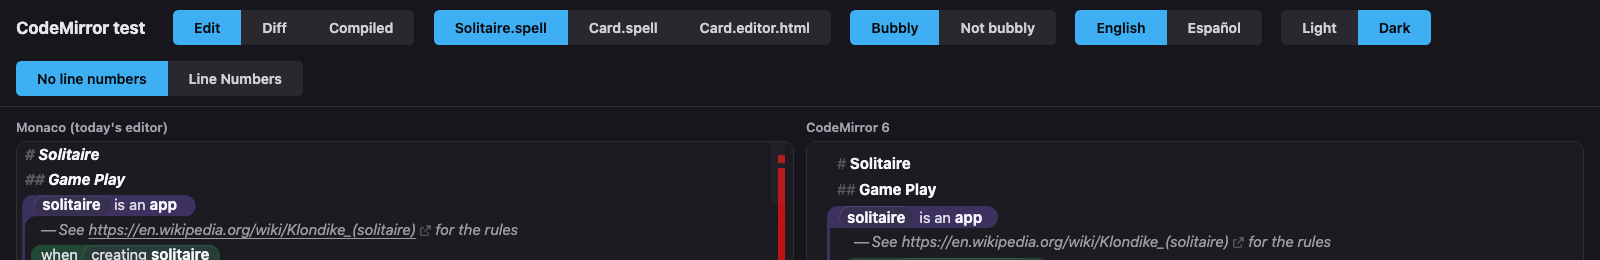 CodeMirror test Edit Diff Compiled Solitaire.spell Card.spell Card.editor.html Bubbly Not bubbly English Español Light Dark
No line numbers Line Numbers
Monaco (today's editor)
# Solitaire
## Game Play
solitaire is an app
— See https://en.wikipedia.org/wiki/Klondike_(solitaire) for the rules
when creating solitaire
CodeMirror 6
# Solitaire
## Game Play
solitaire is an app
— See https://en.wikipedia.org/wiki/Klondike_(solitaire) for the rules